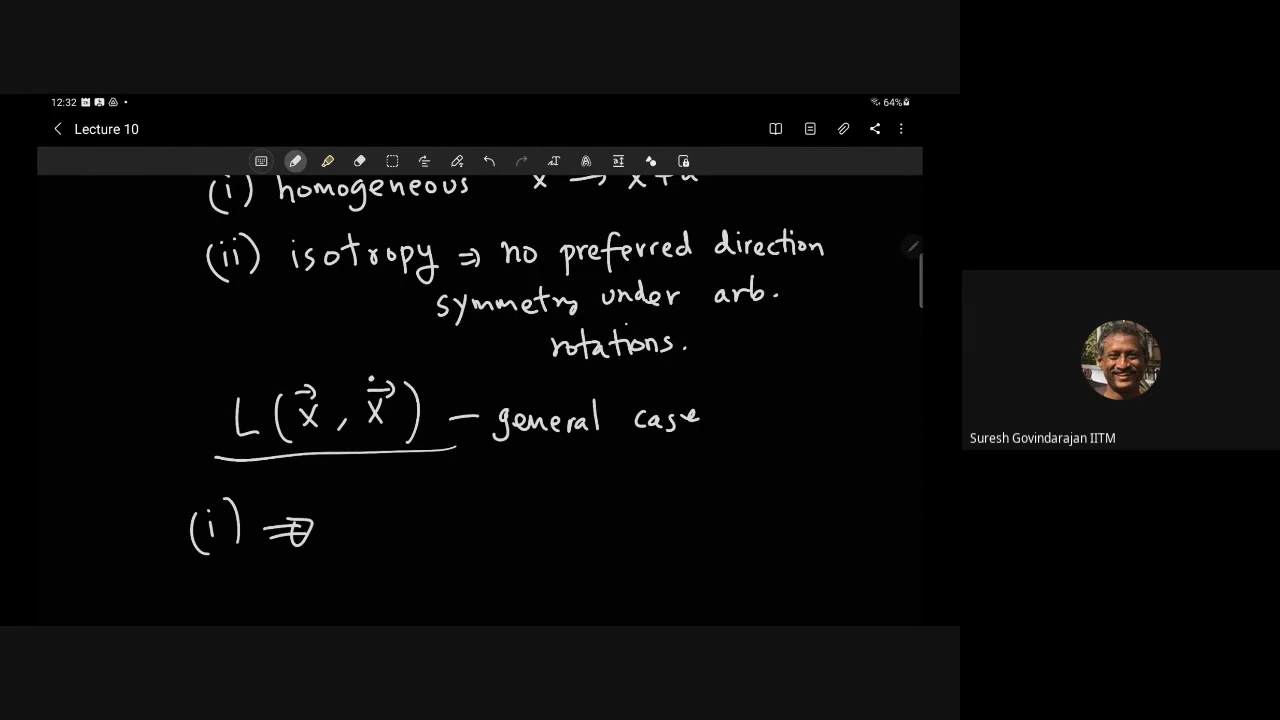 12:32
64%
Lecture 10
(i) homogeneous x → x + a
(ii) isotropy ⇒ no preferred direction
symmetry under arb.
rotations.
L(x⃗, ẋ⃗) – general case
(i) ⇒
Suresh Govindarajan IITM